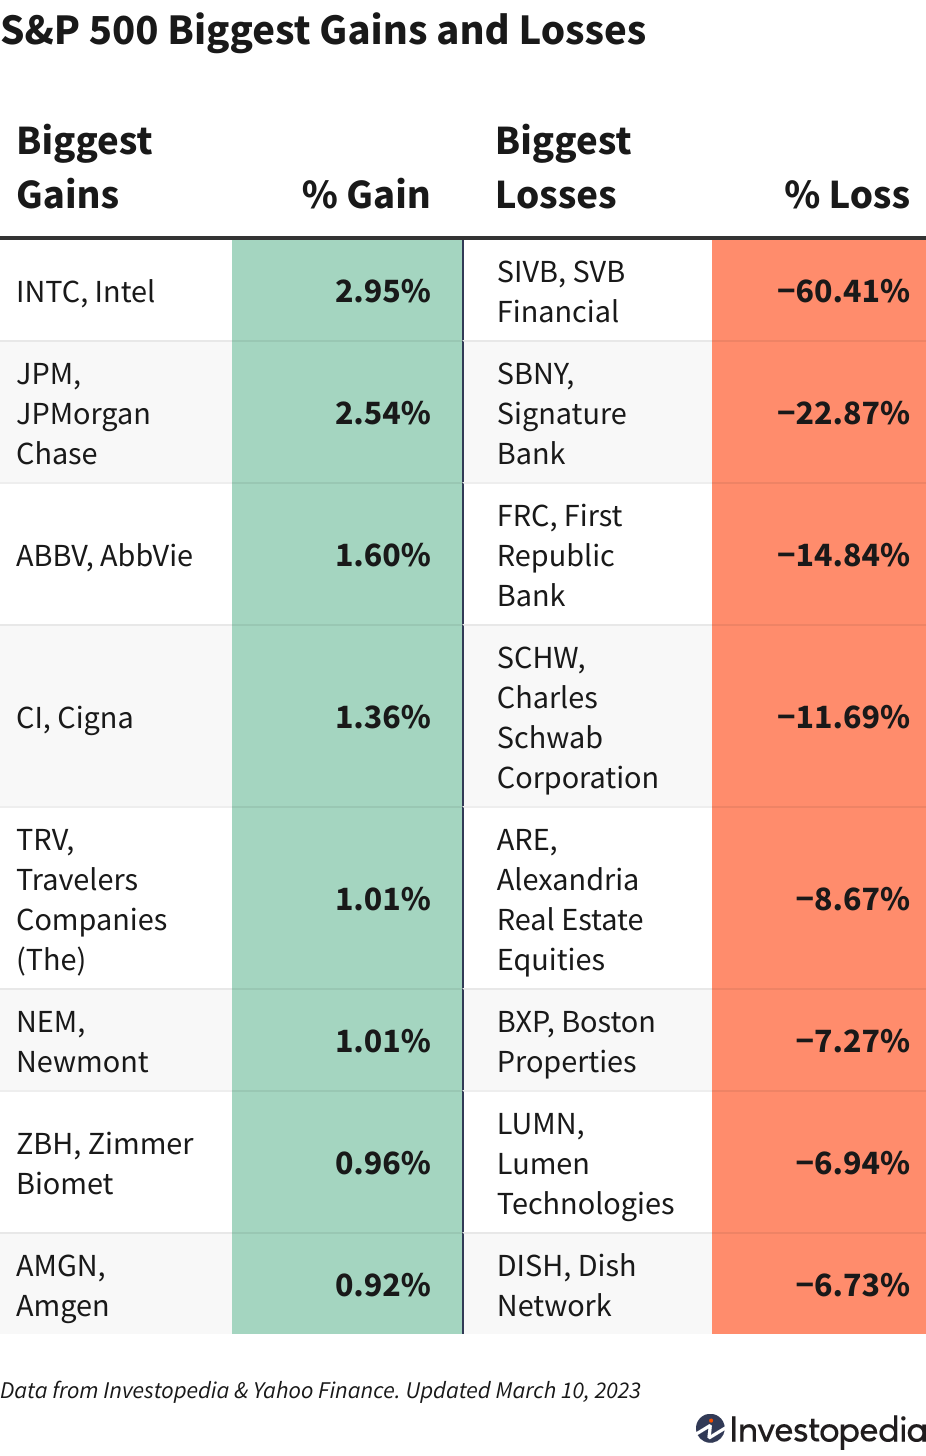 S&P 500 Biggest Gains and Losses
Biggest
Gains
% Gain
Biggest
Losses
% Loss
INTC, Intel
2.95%
SIVB, SVB
Financial
−60.41%
JPM,
JPMorgan
Chase
2.54%
SBNY,
Signature
Bank
−22.87%
ABBV, AbbVie
1.60%
FRC, First
Republic
Bank
−14.84%
CI, Cigna
1.36%
SCHW,
Charles
Schwab
Corporation
−11.69%
TRV,
Travelers
Companies
(The)
1.01%
ARE,
Alexandria
Real Estate
Equities
−8.67%
NEM,
Newmont
1.01%
BXP, Boston
Properties
−7.27%
ZBH, Zimmer
Biomet
0.96%
LUMN,
Lumen
Technologies
−6.94%
AMGN,
Amgen
0.92%
DISH, Dish
Network
−6.73%
Data from Investopedia & Yahoo Finance. Updated March 10, 2023
Investopedia